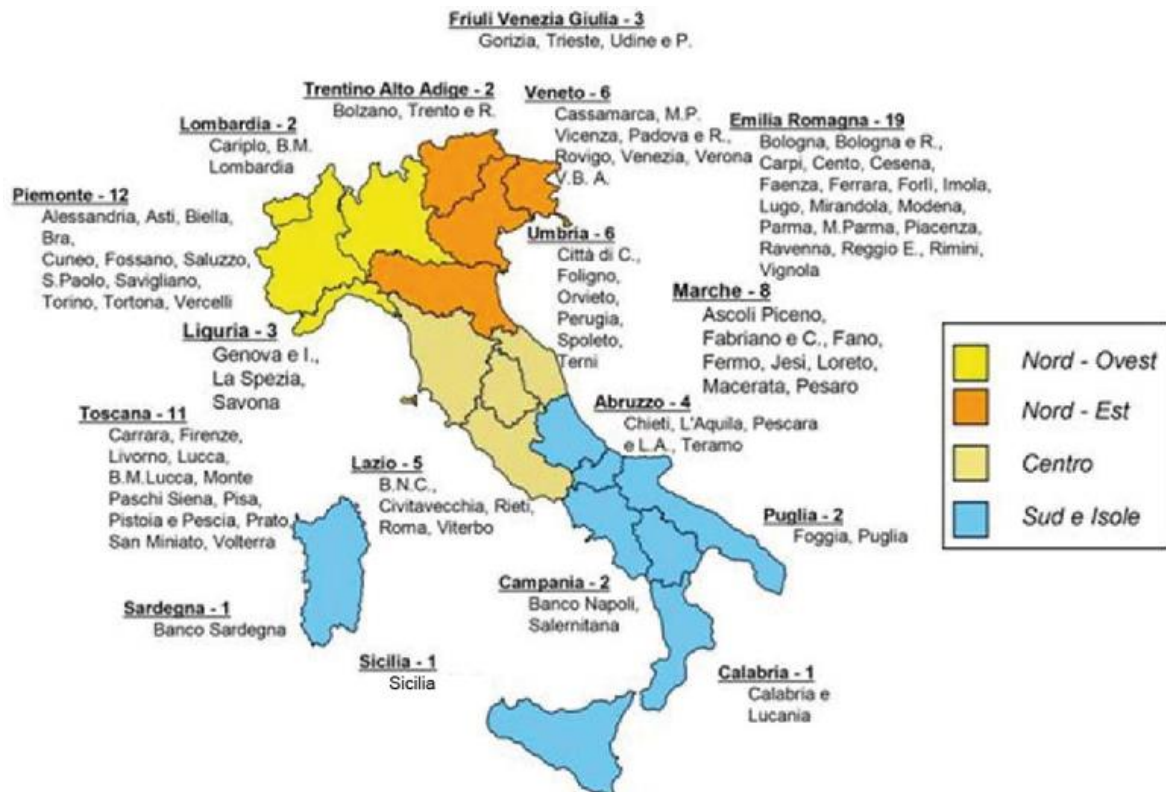 Friuli Venezia Giulia - 3
Gorizia, Trieste, Udine e P.
Trentino Alto Adige - 2
Bolzano, Trento e R.
Veneto - 6
Cassamarca, M.P.
Vicenza, Padova e R.,
Rovigo, Venezia, Verona
V.B. A.
Emilia Romagna - 19
Bologna, Bologna e R.,
Carpi, Cento, Cesena,
Faenza, Ferrara, Forlì, Imola,
Lugo, Mirandola, Modena,
Parma, M.Parma, Piacenza,
Ravenna, Reggio E., Rimini,
Vignola
Lombardia - 2
Cariplo, B.M.
Lombardia
Piemonte - 12
Alessandria, Asti, Biella,
Bra,
Cuneo, Fossano, Saluzzo,
S.Paolo, Savigliano,
Torino, Tortona, Vercelli
Umbria - 6
Città di C.,
Foligno,
Orvieto,
Perugia,
Spoleto,
Terni
Marche - 8
Ascoli Piceno,
Fabriano e C., Fano,
Fermo, Jesi, Loreto,
Macerata, Pesaro
Liguria - 3
Genova e I.,
La Spezia,
Savona
Toscana - 11
Carrara, Firenze,
Livorno, Lucca,
B.M.Lucca, Monte
Paschi Siena, Pisa,
Pistoia e Pescia, Prato,
San Miniato, Volterra
Abruzzo - 4
Chieti, L'Aquila, Pescara
e L.A., Teramo
Lazio - 5
B.N.C.,
Civitavecchia, Rieti,
Roma, Viterbo
Puglia - 2
Foggia, Puglia
Campania - 2
Banco Napoli,
Salernitana
Sardegna - 1
Banco Sardegna
Sicilia - 1
Sicilia
Calabria - 1
Calabria e
Lucania
Nord - Ovest
Nord - Est
Centro
Sud e Isole